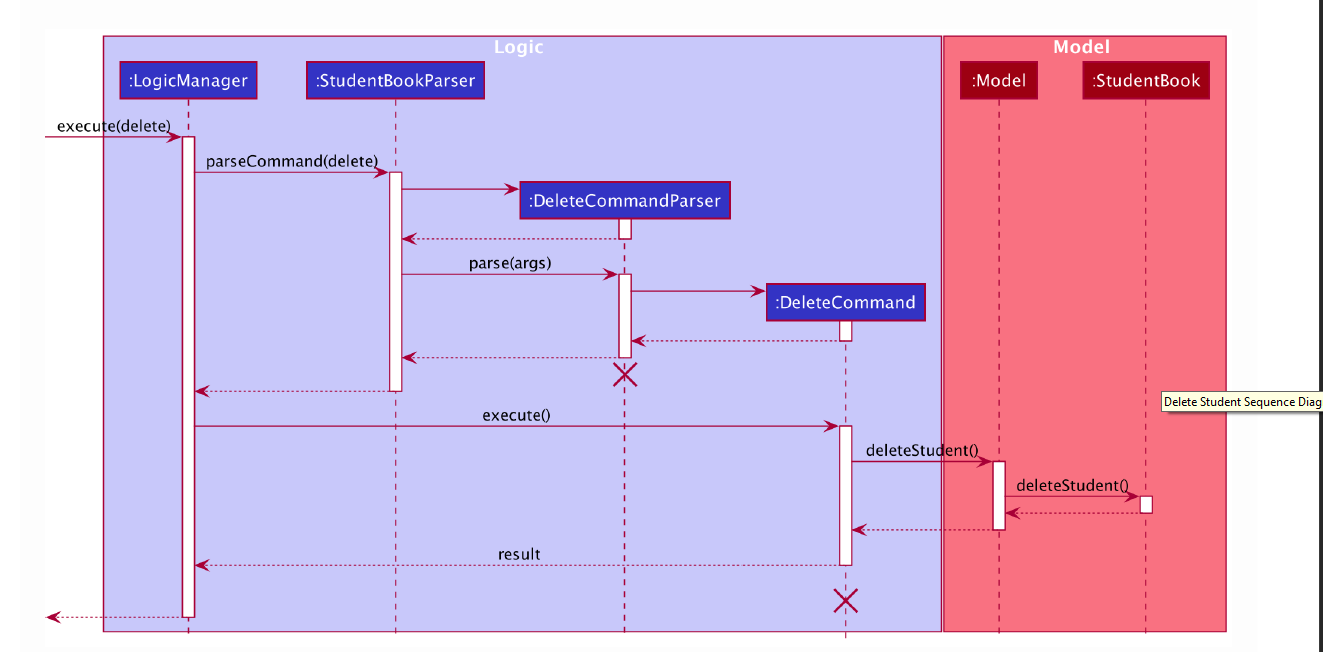 Logic
Model
:LogicManager
:StudentBookParser
:Model
:StudentBook
execute(delete)
parseCommand(delete)
:DeleteCommandParser
parse(args)
:DeleteCommand
Delete Student Sequence Diag
execute()
deleteStudent()
deleteStudent()
result